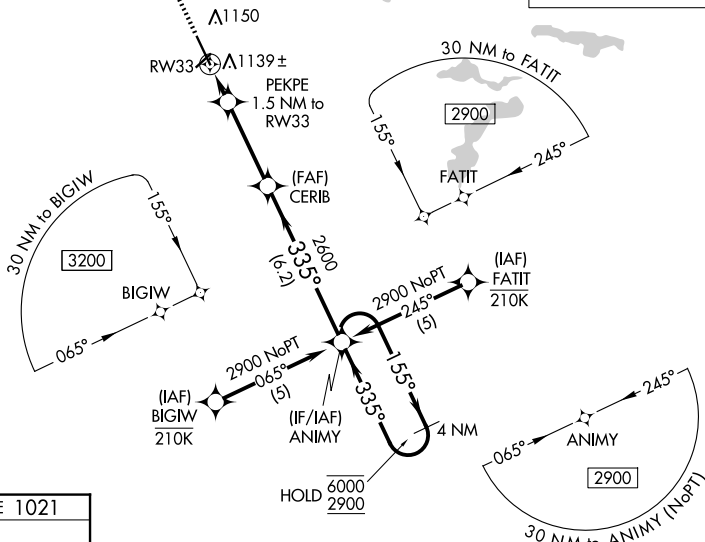 1150
RW33
1139 ±
PEKPE
1.5 NM to
RW33
30 NM to FATIT
2900
155°
245°
FATIT
(FAF)
CERIB
30 NM to BIGIW
155°
3200
BIGIW
065°
2600
335°
(6.2)
(IAF)
FATIT
210K
2900 NoPT
245°
(5)
2900 NoPT
065°
(5)
(IAF)
BIGIW
210K
(IF/IAF)
ANIMY
335°
155°
4 NM
HOLD
6000
2900
245°
065°
ANIMY
2900
30 NM to ANIMY (NoPT)
E 1021